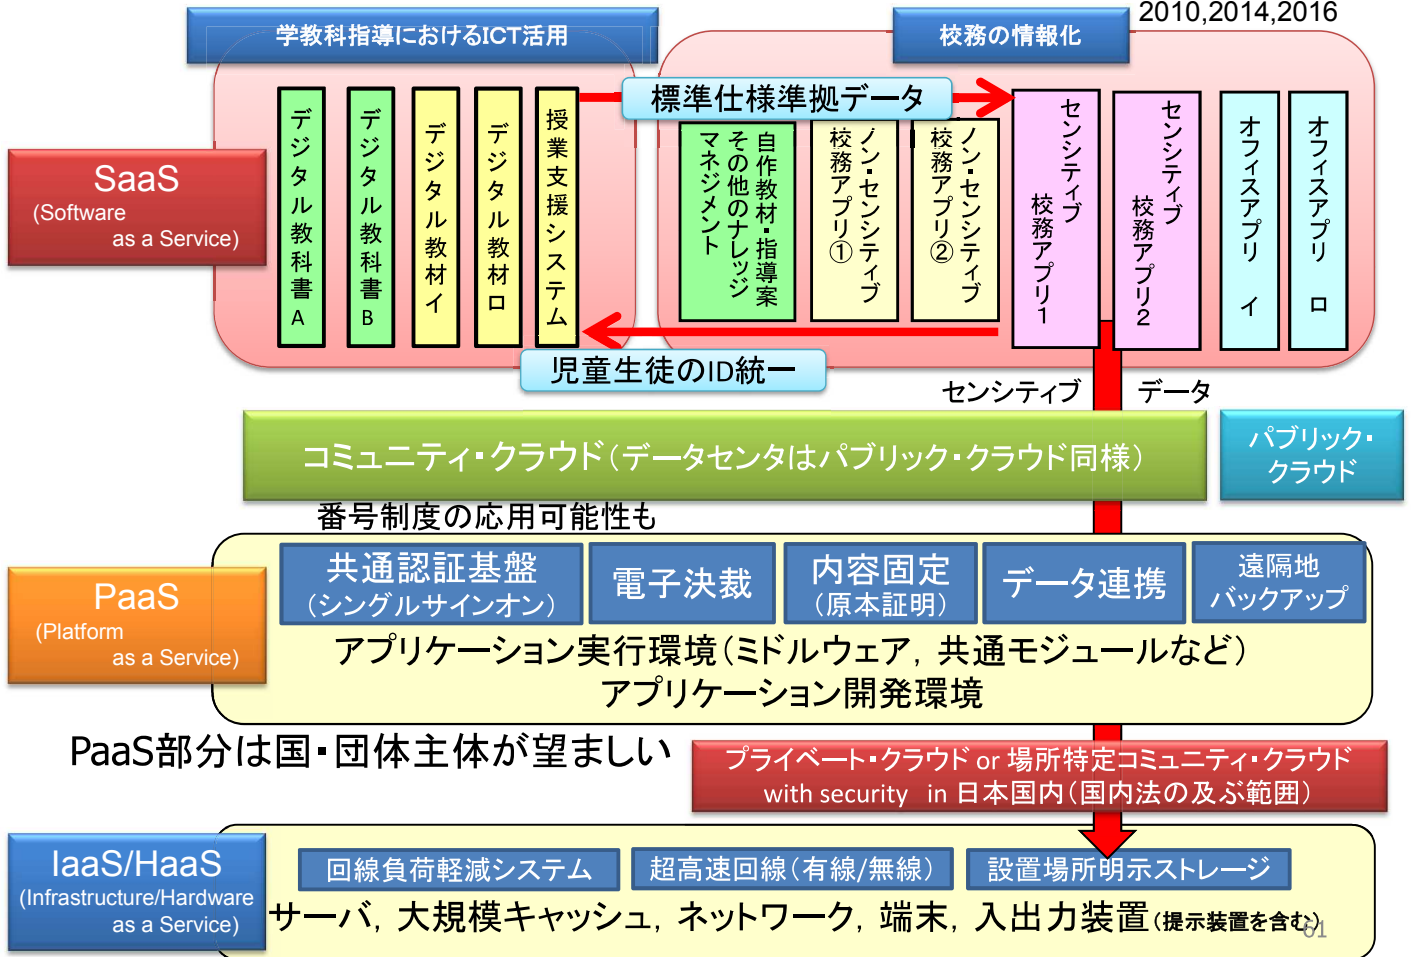 2010,2014,2016
学教科指導におけるICT活用
校務の情報化
標準仕様準拠データ
SaaS
(Software
as a Service)
デジタル教科書A
デジタル教科書B
デジタル教材イ
デジタル教材ロ
授業支援システム
自作教材・指導案
その他のナレッジ
マネジメント
ノン・センシティブ
校務アプリ①
ノン・センシティブ
校務アプリ②
センシティブ
校務アプリ1
センシティブ
校務アプリ2
オフィスアプリ イ
オフィスアプリ ロ
児童生徒のID統一
センシティブ データ
コミュニティ・クラウド(データセンタはパブリック・クラウド同様)
パブリック・
クラウド
番号制度の応用可能性も
PaaS
(Platform
as a Service)
共通認証基盤
(シングルサインオン)
電子決裁
内容固定
(原本証明)
データ連携
遠隔地
バックアップ
アプリケーション実行環境(ミドルウェア,共通モジュールなど)
アプリケーション開発環境
PaaS部分は国・団体主体が望ましい
プライベート・クラウド or 場所特定コミュニティ・クラウド
with security in 日本国内(国内法の及ぶ範囲)
IaaS/HaaS
(Infrastructure/Hardware
as a Service)
回線負荷軽減システム
超高速回線(有線/無線)
設置場所明示ストレージ
サーバ,大規模キャッシュ,ネットワーク,端末,入出力装置(提示装置を含む)
61